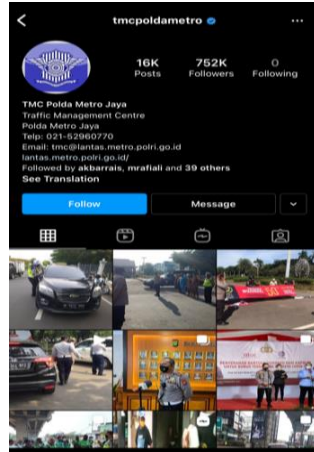 tmcpoldametro
16K
752K
0
Posts
Followers
Following
TMC Polda Metro Jaya
Traffic Management Centre
Polda Metro Jaya
Telp: 021-52960770
Email: tmc@lantas.metro.polri.go.id
lantas.metro.polri.go.id/
Followed by akbarrais, mrafiali and 39 others
See Translation
Follow
Message